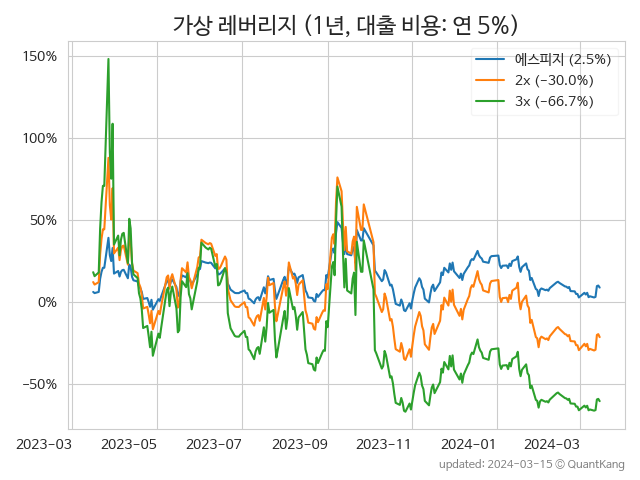 가상 레버리지 (1년, 대출 비용: 연 5%)
150%
100%
50%
0%
−50%
에스피지 (2.5%)
2x (−30.0%)
3x (−66.7%)
2023−03 2023−05 2023−07 2023−09 2023−11 2024−01 2024−03
updated: 2024−03−15 © QuantKang